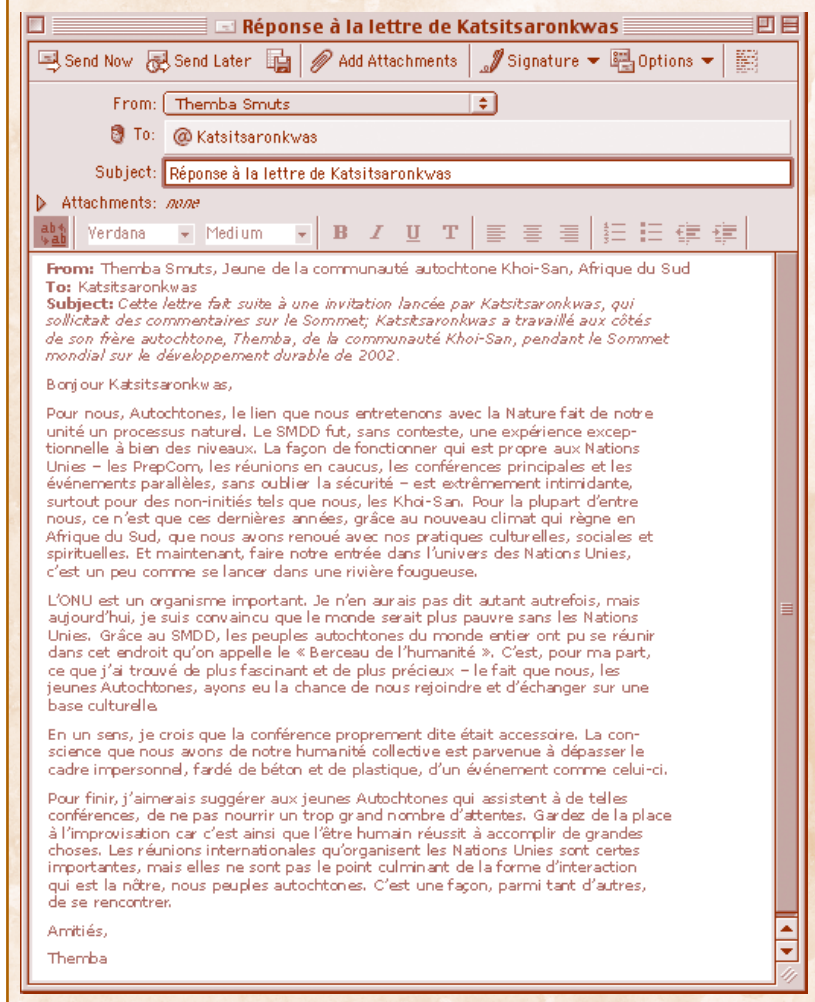 Réponse à la lettre de Katsitsaronkwas
Send Now Send Later Add Attachments Signature Options
From: Themba Smuts
To: @ Katsitsaronkwas
Subject: Réponse à la lettre de Katsitsaronkwas
Attachments: none
Verdana Medium B I U T
From: Themba Smuts, Jeune de la communauté autochtone Khoi-San, Afrique du Sud
To: Katsitsaronkwas
Subject: Cette lettre fait suite à une invitation lancée par Katsitsaronkwas, qui
sollicitait des commentaires sur le Sommet; Katsitsaronkwas a travaillé aux côtés
de son frère autochtone, Themba, de la communauté Khoi-San, pendant le Sommet
mondial sur le développement durable de 2002.
Bonjour Katsitsaronkwas,
Pour nous, Autochtones, le lien que nous entretenons avec la Nature fait de notre
unité un processus naturel. Le SMDD fut, sans conteste, une expérience excep-
tionnelle à bien des niveaux. La façon de fonctionner qui est propre aux Nations
Unies – les PrepCom, les réunions en caucus, les conférences principales et les
événements parallèles, sans oublier la sécurité – est extrêmement intimidante,
surtout pour des non-initiés tels que nous, les Khoi-San. Pour la plupart d'entre
nous, ce n'est que ces dernières années, grâce au nouveau climat qui règne en
Afrique du Sud, que nous avons renoué avec nos pratiques culturelles, sociales et
spirituelles. Et maintenant, faire notre entrée dans l'univers des Nations Unies,
c'est un peu comme se lancer dans une rivière fougueuse.
L'ONU est un organisme important. Je n'en aurais pas dit autant autrefois, mais
aujourd'hui, je suis convaincu que le monde serait plus pauvre sans les Nations
Unies. Grâce au SMDD, les peuples autochtones du monde entier ont pu se réunir
dans cet endroit qu'on appelle le « Berceau de l'humanité ». C'est, pour ma part,
ce que j'ai trouvé de plus fascinant et de plus précieux – le fait que nous, les
jeunes Autochtones, ayons eu la chance de nous rejoindre et d'échanger sur une
base culturelle.
En un sens, je crois que la conférence proprement dite était accessoire. La con-
science que nous avons de notre humanité collective est parvenue à dépasser le
cadre impersonnel, fardé de béton et de plastique, d'un événement comme celui-ci.
Pour finir, j'aimerais suggérer aux jeunes Autochtones qui assistent à de telles
conférences, de ne pas nourrir un trop grand nombre d'attentes. Gardez de la place
à l'improvisation car c'est ainsi que l'être humain réussit à accomplir de grandes
choses. Les réunions internationales qu'organisent les Nations Unies sont certes
importantes, mais elles ne sont pas le point culminant de la forme d'interaction
qui est la nôtre, nous peuples autochtones. C'est une façon, parmi tant d'autres,
de se rencontrer.
Amitiés,
Themba